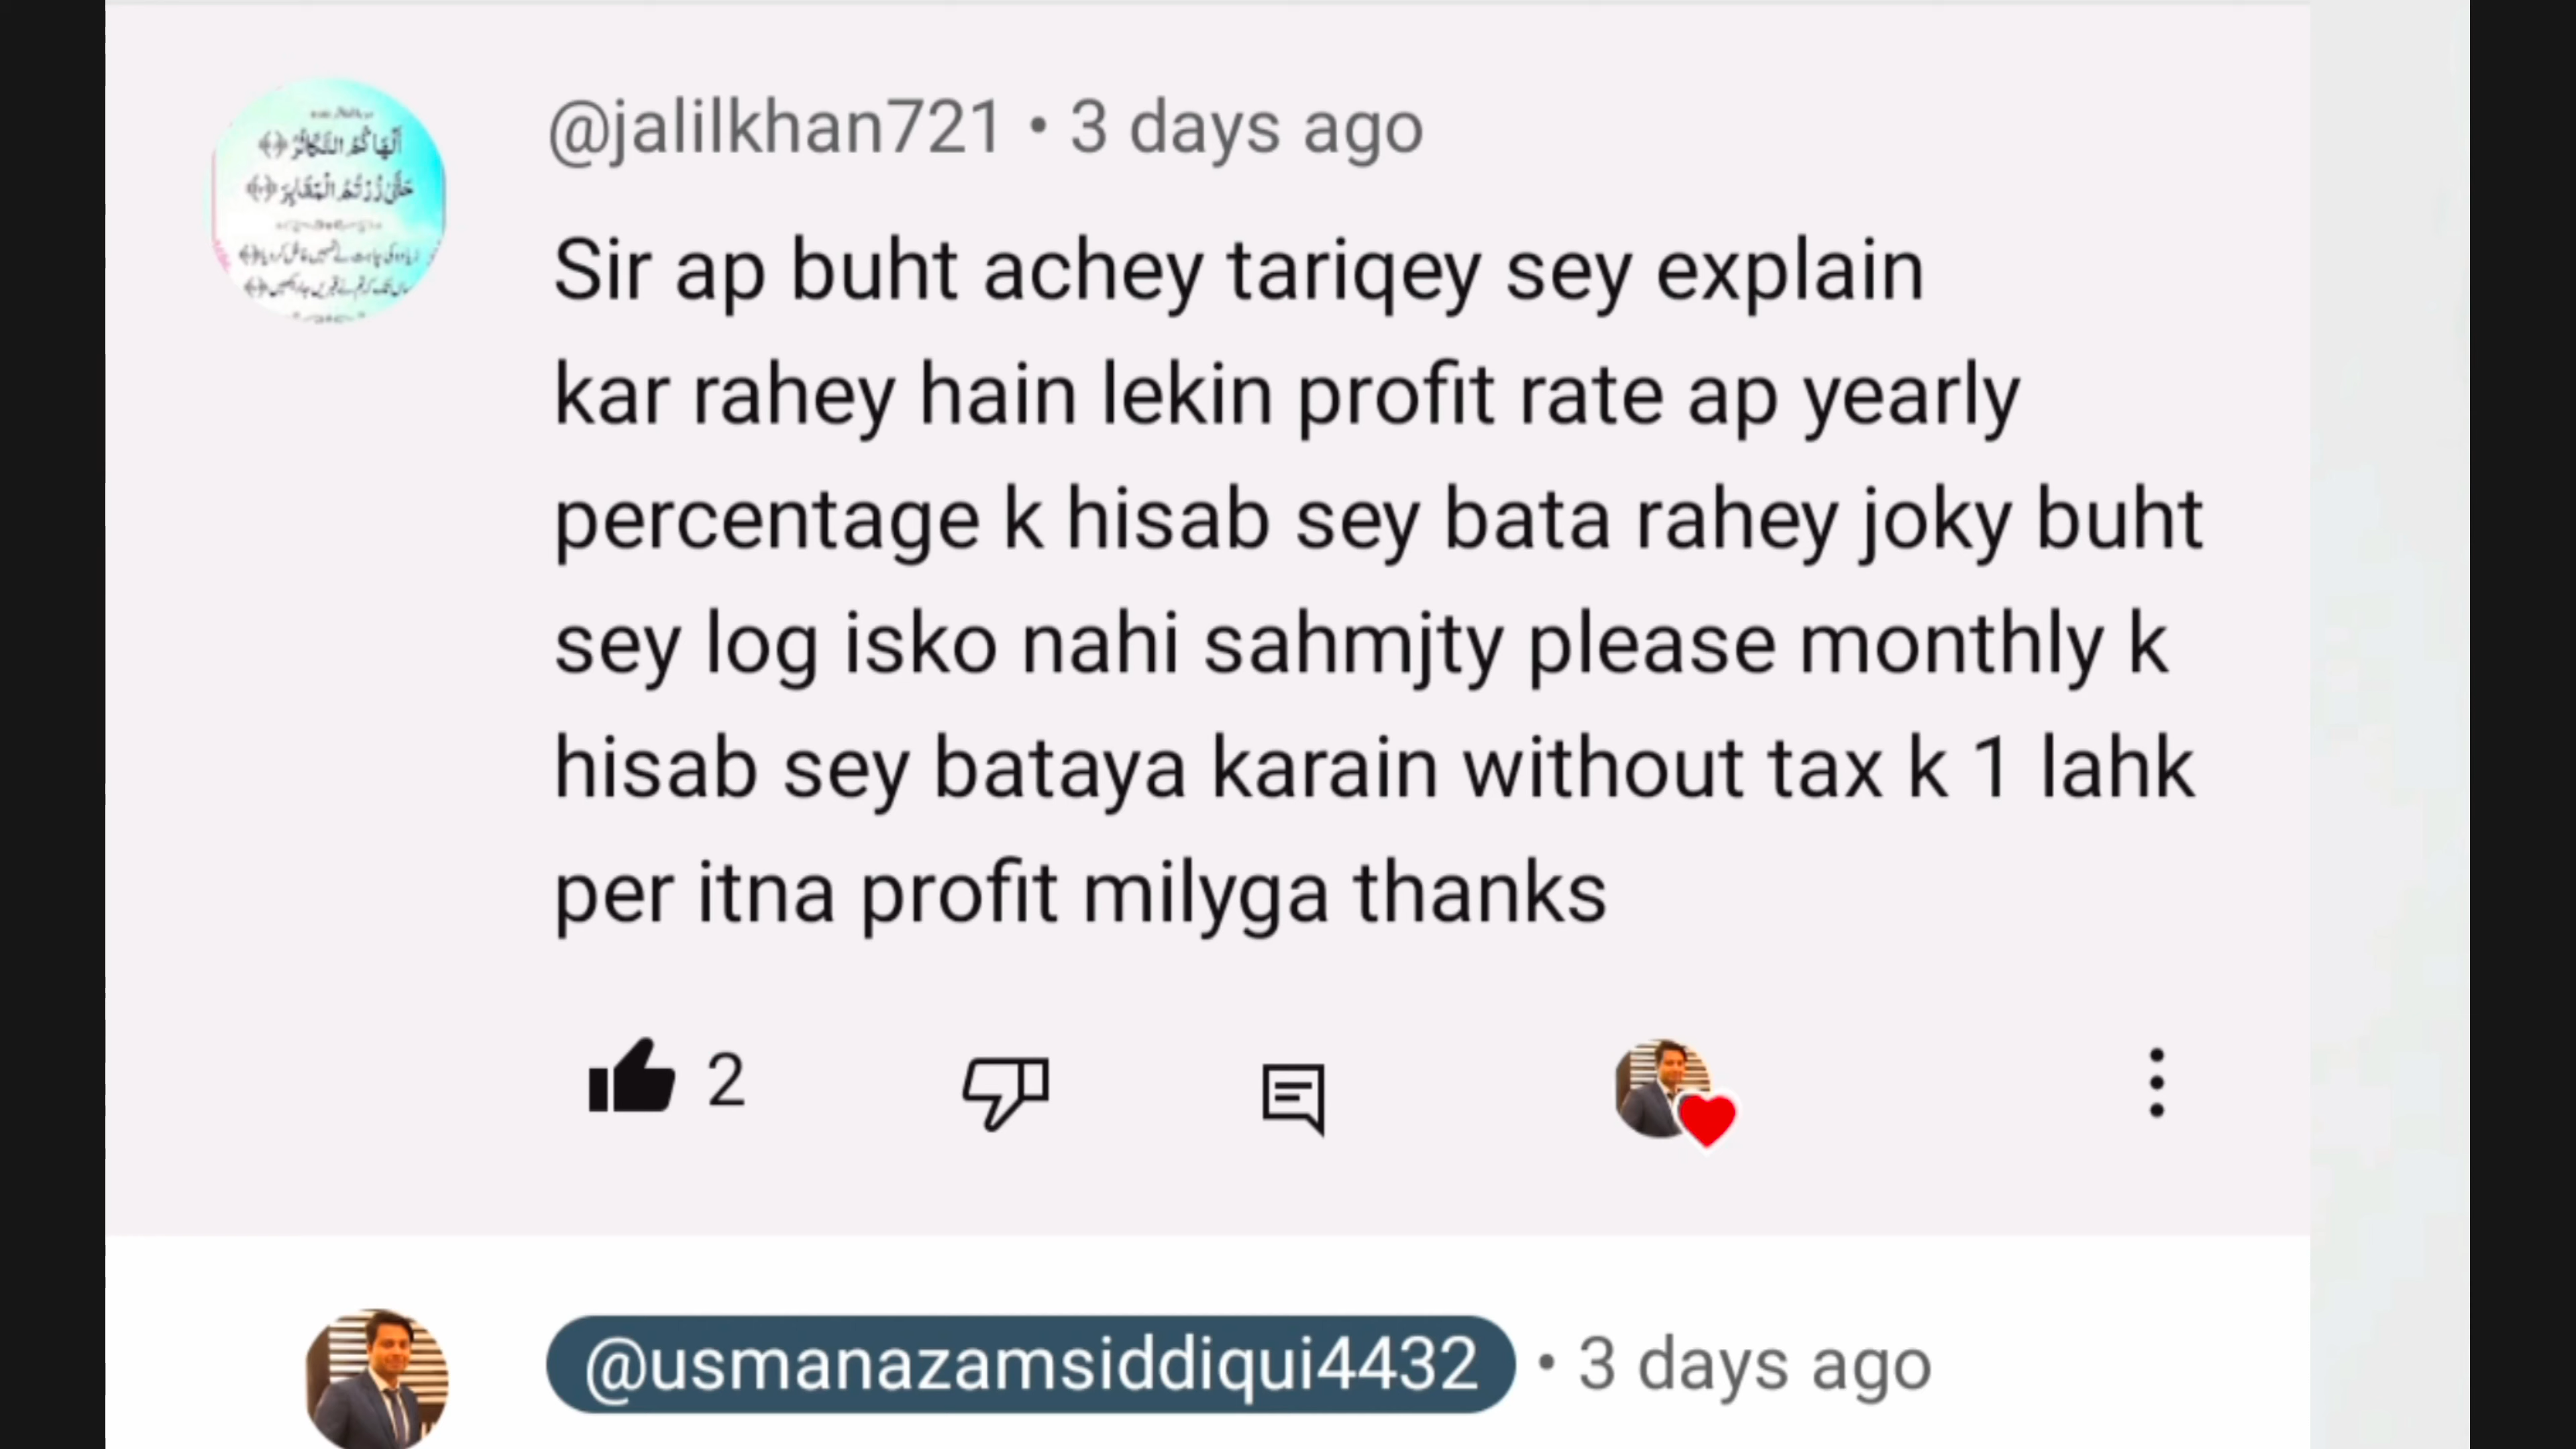 @jalilkhan721 • 3 days ago
Sir ap buht achey tariqey sey explain
kar rahey hain lekin profit rate ap yearly
percentage k hisab sey bata rahey joky buht
sey log isko nahi sahmjty please monthly k
hisab sey bataya karain without tax k 1 lahk
per itna profit milyga thanks
2
@usmanazamsiddiqui4432 • 3 days ago